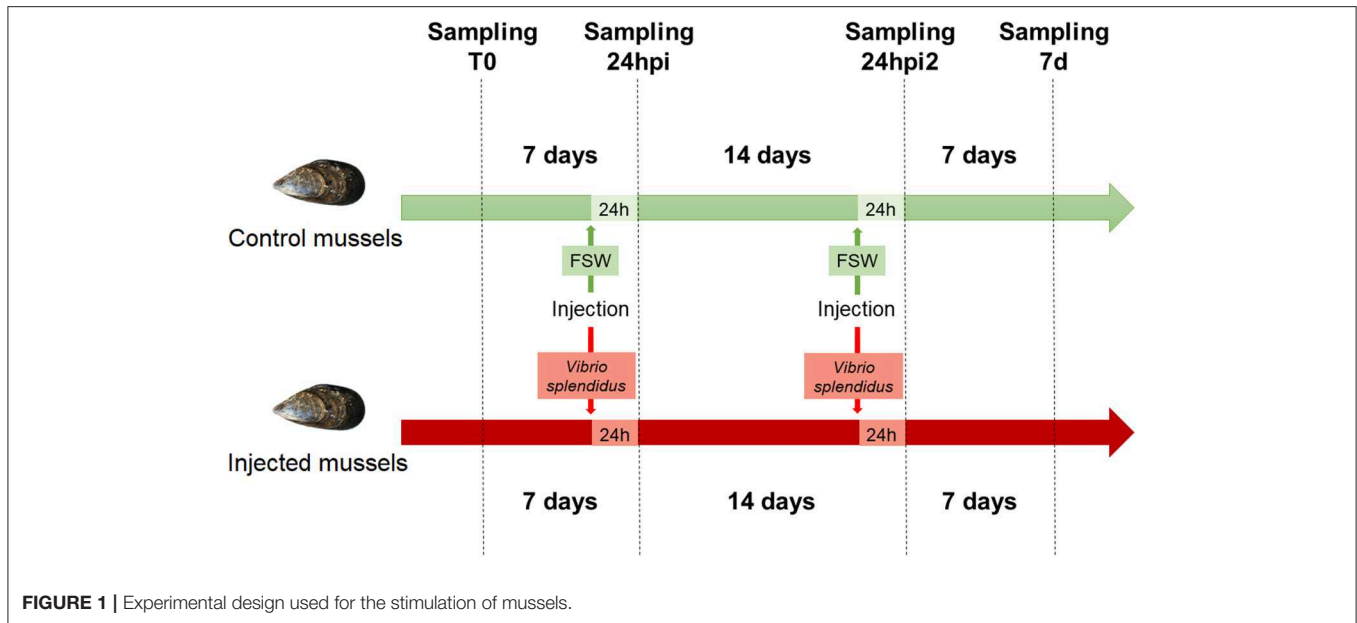 Sampling
T0
Sampling
24hpi
Sampling
24hpi2
Sampling
7d
7 days
14 days
7 days
24h
24h
Control mussels
FSW
FSW
Injection
Injection
Vibrio
splendidus
Vibrio
splendidus
24h
24h
Injected mussels
7 days
14 days
7 days
FIGURE 1 | Experimental design used for the stimulation of mussels.